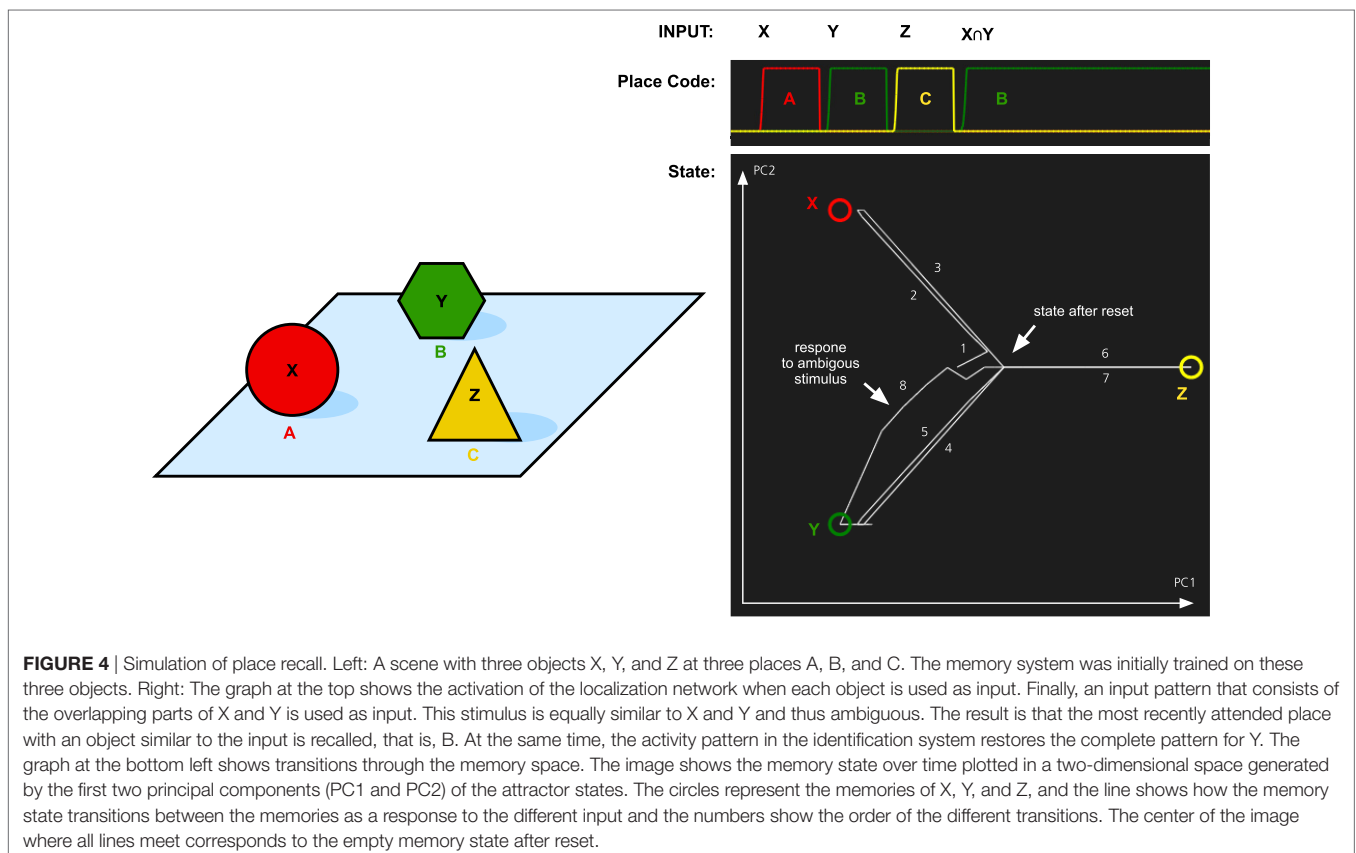 INPUT: X Y Z X∩Y
Place Code: A B C B
State:
PC2
X
3
2
state after reset
1
6
respone
to ambigous
stimulus
8
7
Z
5
4
Y
PC1
Y
B
X
Z
A
C
FIGURE 4 | Simulation of place recall. Left: A scene with three objects X, Y, and Z at three places A, B, and C. The memory system was initially trained on these
three objects. Right: The graph at the top shows the activation of the localization network when each object is used as input. Finally, an input pattern that consists of
the overlapping parts of X and Y is used as input. This stimulus is equally similar to X and Y and thus ambiguous. The result is that the most recently attended place
with an object similar to the input is recalled, that is, B. At the same time, the activity pattern in the identification system restores the complete pattern for Y. The
graph at the bottom left shows transitions through the memory space. The image shows the memory state over time plotted in a two-dimensional space generated
by the first two principal components (PC1 and PC2) of the attractor states. The circles represent the memories of X, Y, and Z, and the line shows how the memory
state transitions between the memories as a response to the different input and the numbers show the order of the different transitions. The center of the image
where all lines meet corresponds to the empty memory state after reset.